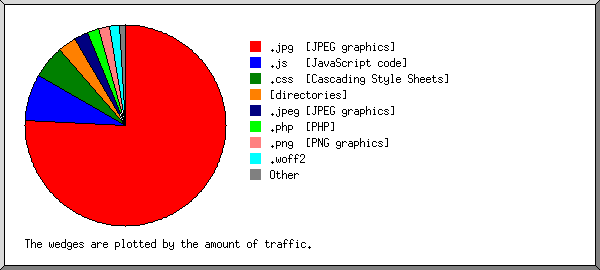 .jpg [JPEG graphics]
.js [JavaScript code]
.css [Cascading Style Sheets]
[directories]
.jpeg [JPEG graphics]
.php [PHP]
.png [PNG graphics]
.woff2
Other
The wedges are plotted by the amount of traffic.